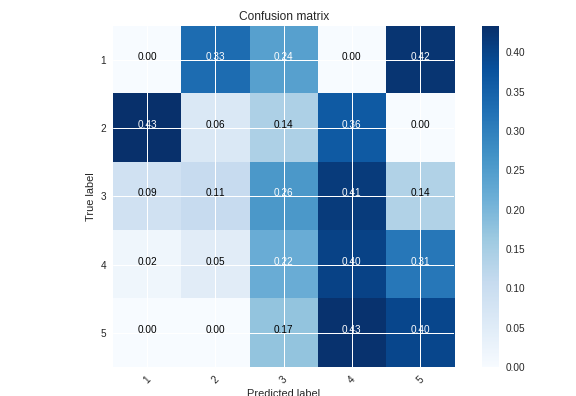 Confusion matrix
1 0.00 0.33 0.24 0.00 0.42
2 0.43 0.06 0.14 0.36 0.00
3 0.09 0.11 0.26 0.41 0.14
4 0.02 0.05 0.22 0.40 0.31
5 0.00 0.00 0.17 0.43 0.40
1 2 3 4 5
True label
Predicted label
0.40
0.35
0.30
0.25
0.20
0.15
0.10
0.05
0.00